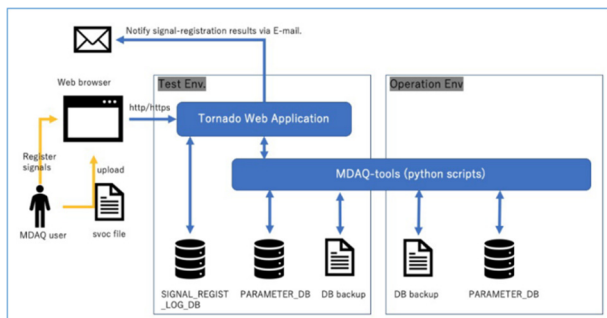 Notify signal-registration results via E-mail.
Web browser
Test Env.
Operation Env
http/https
Tornado Web Application
Register
signals
upload
MDAQ-tools (python scripts)
MDAQ user
svoc file
SIGNAL_REGIST
_LOG_DB
PARAMETER_DB
DB backup
DB backup
PARAMETER_DB